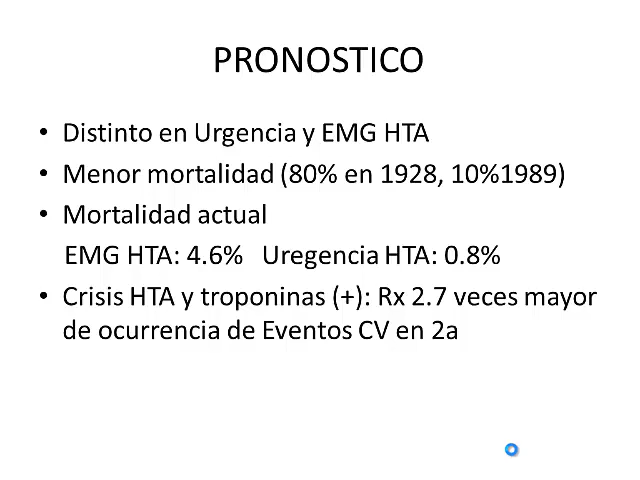 PRONOSTICO
• Distinto en Urgencia y EMG HTA
• Menor mortalidad (80% en 1928, 10%1989)
• Mortalidad actual
EMG HTA: 4.6% Uregencia HTA: 0.8%
• Crisis HTA y troponinas (+): Rx 2.7 veces mayor
de ocurrencia de Eventos CV en 2a